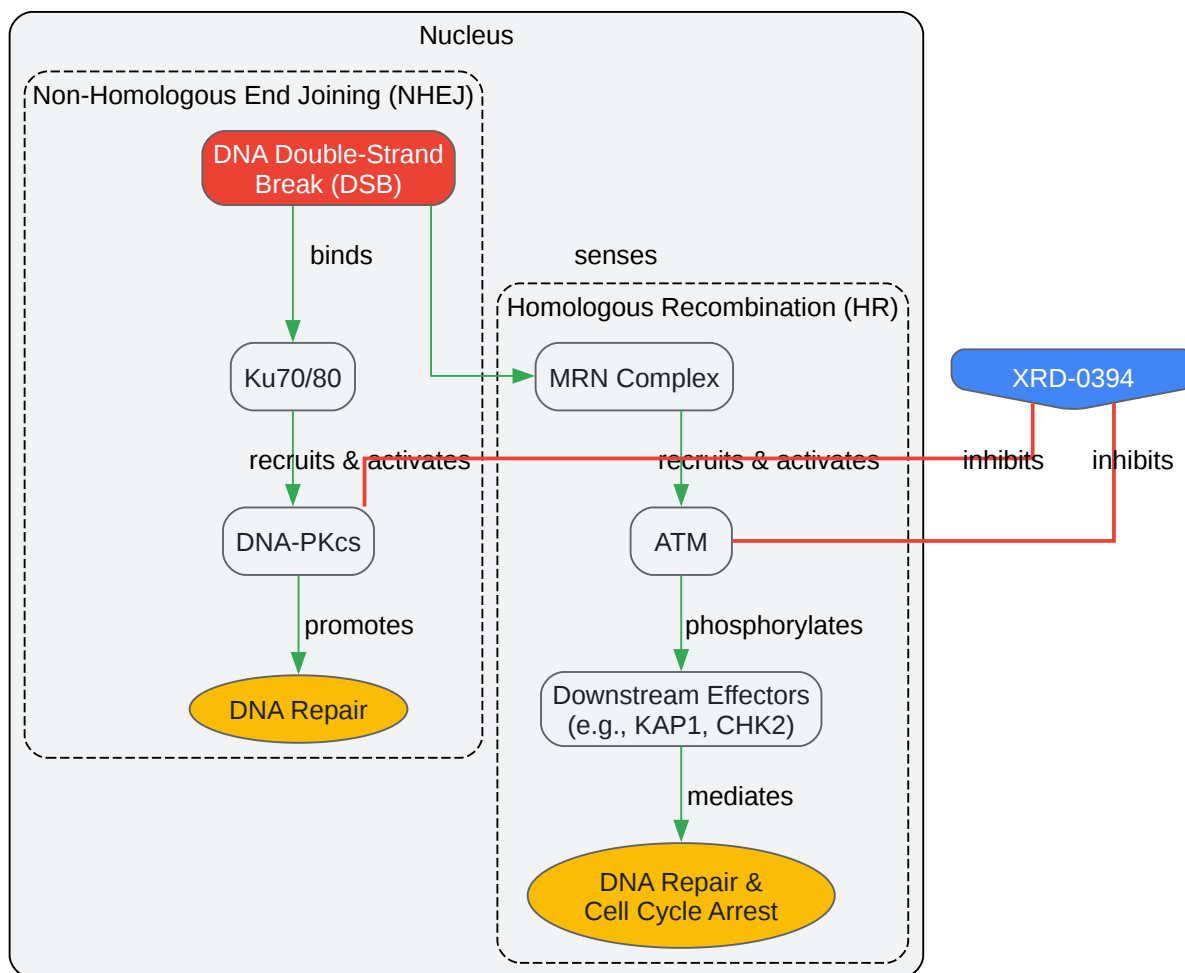 Nucleus
Non-Homologous End Joining (NHEJ)
DNA Double-Strand
Break (DSB)
binds
senses
Homologous Recombination (HR)
Ku70/80
MRN Complex
XRD-0394
recruits & activates
recruits & activates
inhibits
inhibits
DNA-PKcs
ATM
promotes
phosphorylates
DNA Repair
Downstream Effectors
(e.g., KAP1, CHK2)
mediates
DNA Repair &
Cell Cycle Arrest